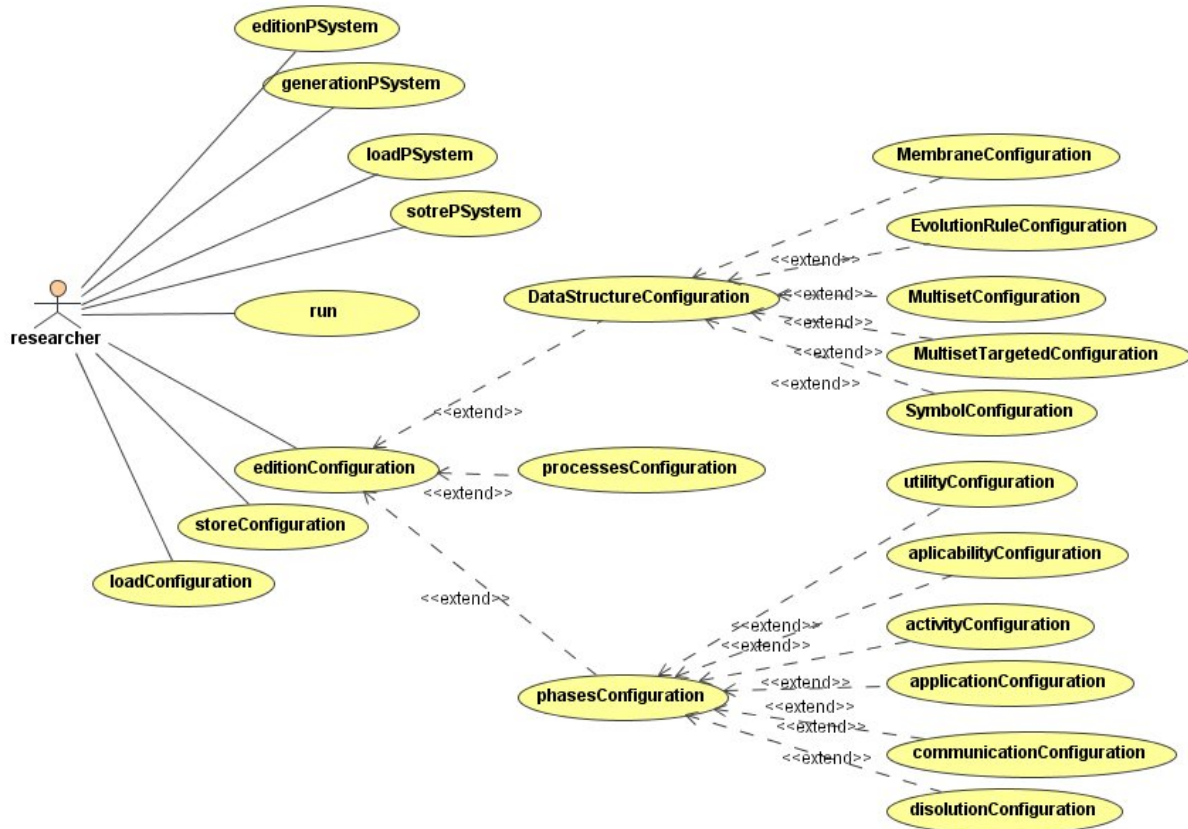 editionPSystem
generationPSystem
loadPSystem
sotrePSystem
run
researcher
editionConfiguration
storeConfiguration
loadConfiguration
DataStructureConfiguration
processesConfiguration
phasesConfiguration
MembraneConfiguration
EvolutionRuleConfiguration
MultisetConfiguration
MultisetTargetedConfiguration
SymbolConfiguration
utilityConfiguration
aplicabilityConfiguration
activityConfiguration
applicationConfiguration
communicationConfiguration
disolutionConfiguration
<<extend>>
<<extend>>
<<extend>>
<<extend>>
<<extend>>
<<extend>>
<<extend>>
<<extend>>
<<extend>>
<<extend>>
<<extend>>
<<extend>>
<<extend>>
<<extend>>